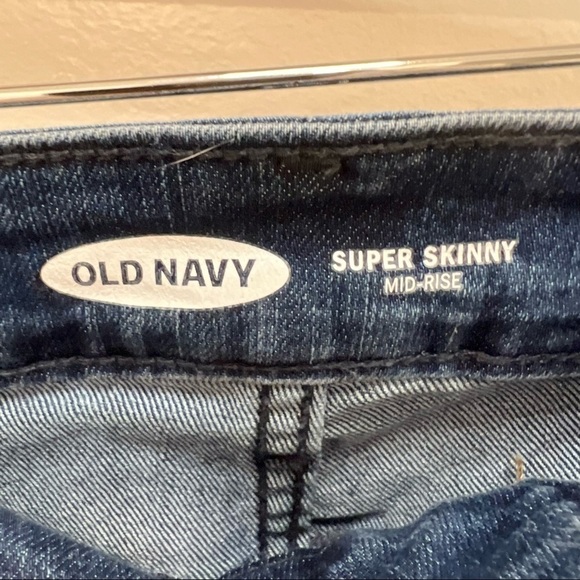 OLD NAVY
SUPER SKINNY
MID-RISE